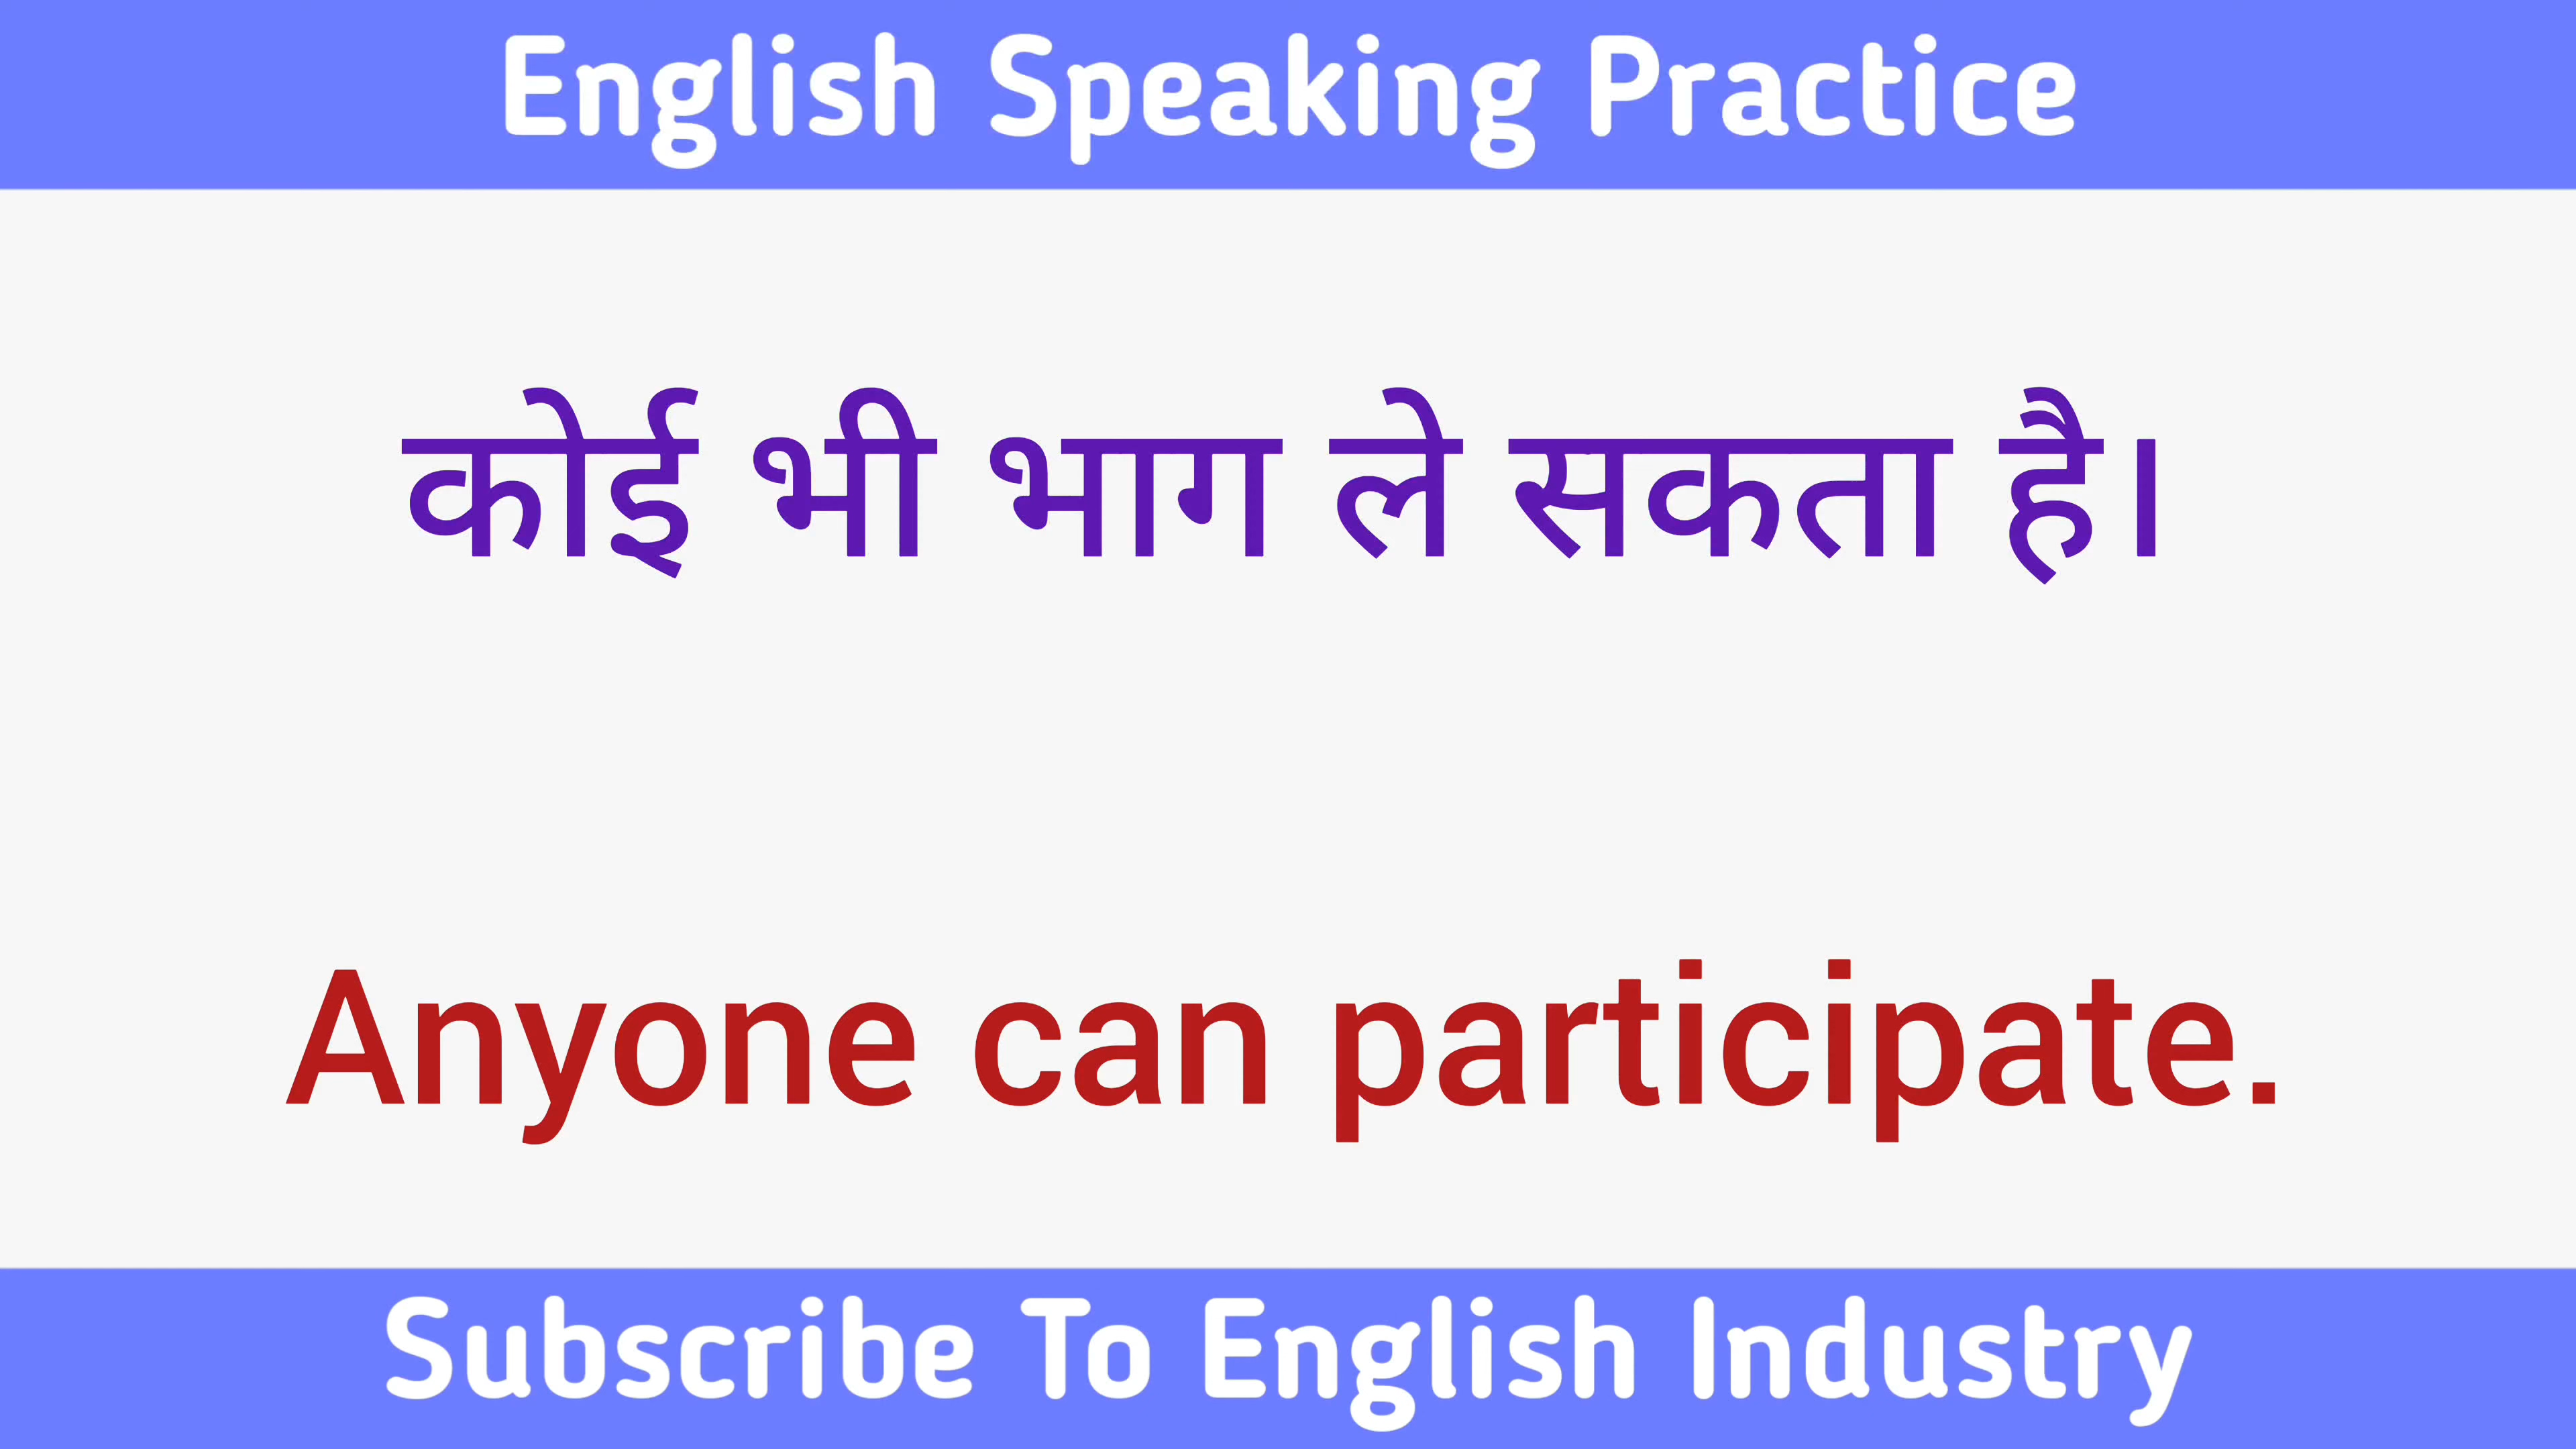 English Speaking Practice
कोई भी भाग ले सकता है।
Anyone can participate.
Subscribe To English Industry